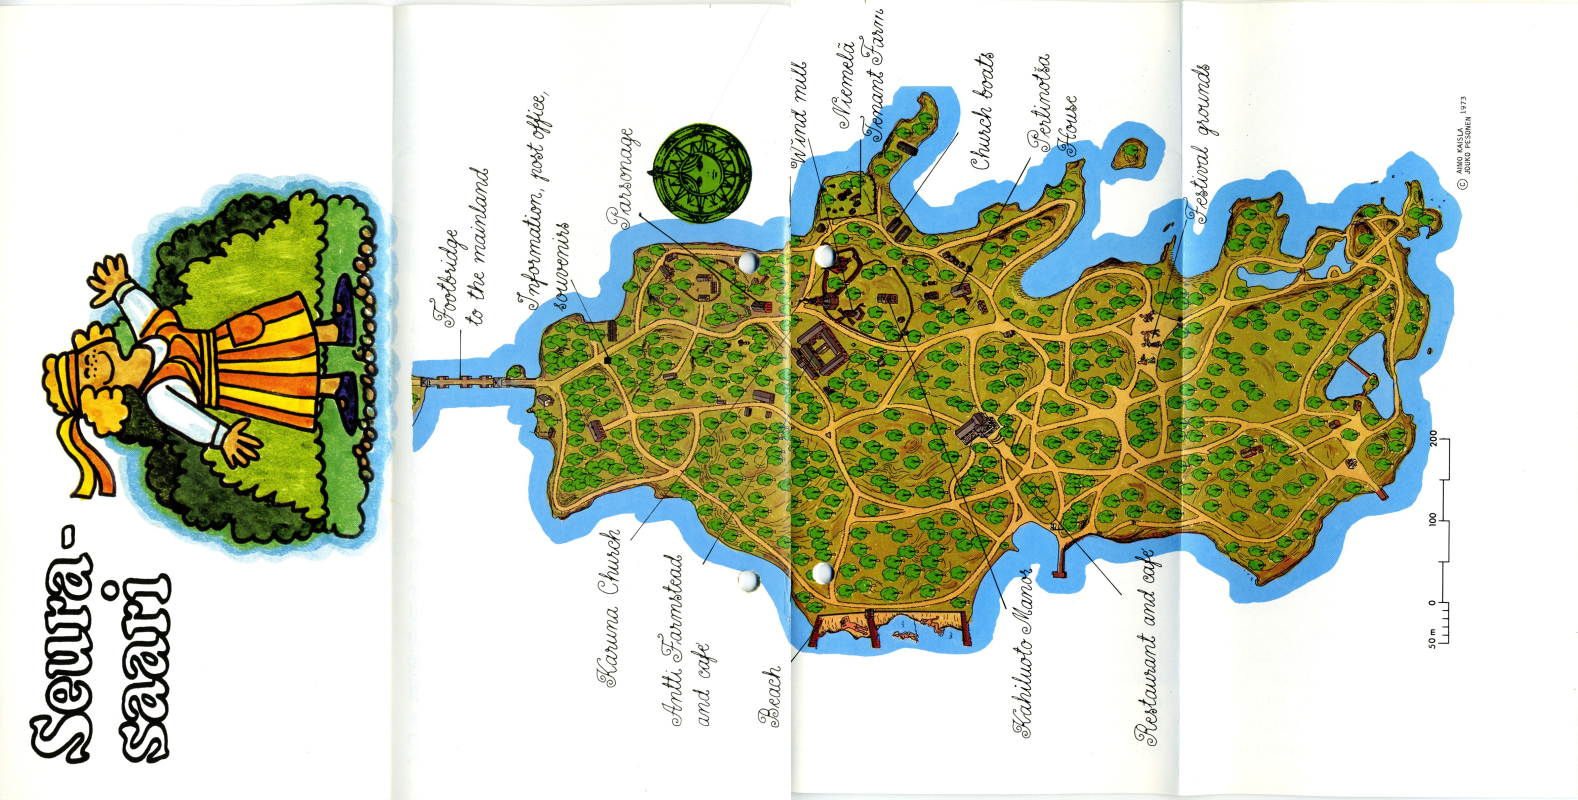 Seura-
saari
Footbridge
to the mainland
Information, post office,
souvenirs
Parsonage
Karuna Church
Antti Farmstead
and café
Beach
Wind mill
Niemelä
Tenant Farm
Church boats
Pertinotsa
House
Kahiluoto Manor
Restaurant and café
Festival grounds
50 m 0 100 200
© AIMO KAISLA
JOUKO PESONEN 1973